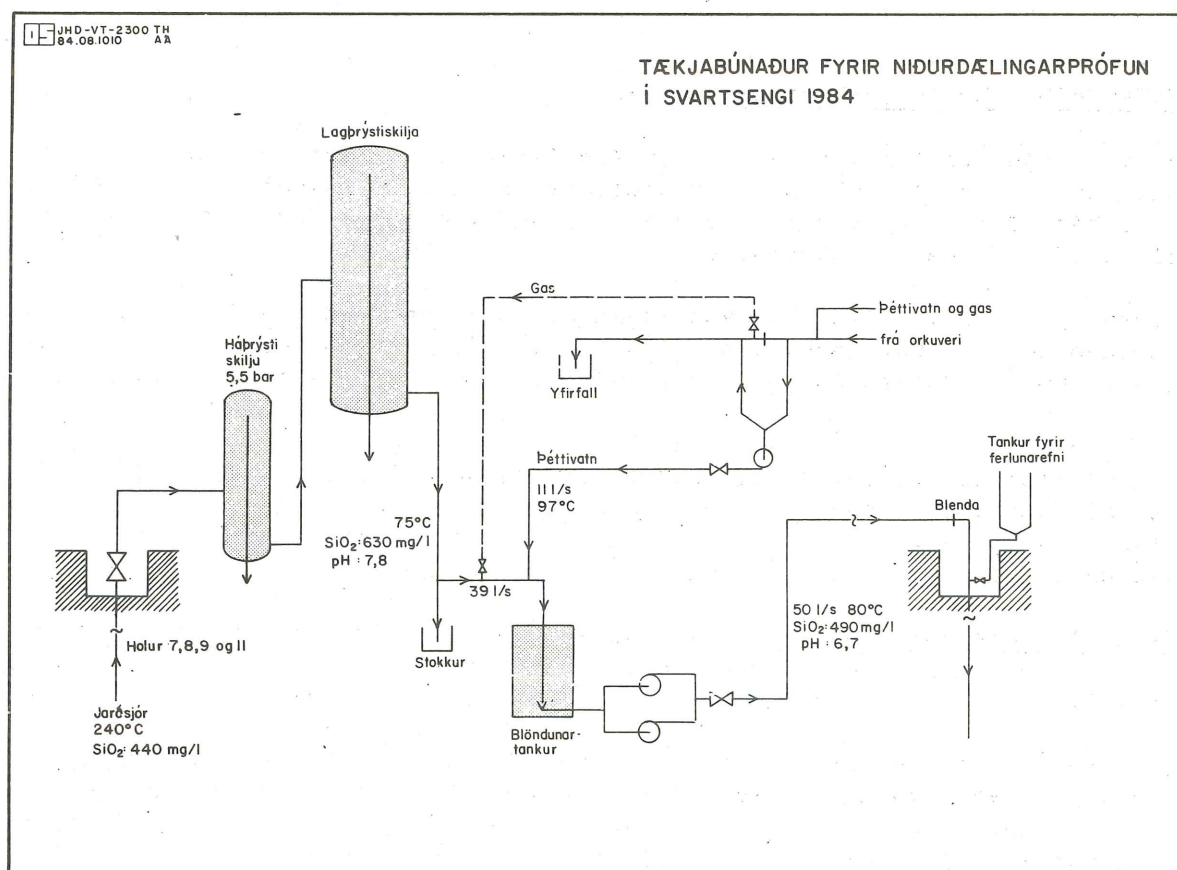 OS JHD-VT-2300 TH
84.08.1010 AA
TÆKJABÚNAÐUR FYRIR NIÐURDÆLINGARPRÓFUN
Í SVARTSENGI 1984
Lagþrýstiskilja
Háþrýsti
skilju
5,5 bar
Gas
Þéttivatn og gas
frá orkuveri
Yfirfall
Þéttivatn
11 l/s
97°C
Tankur fyrir
ferlunarefni
Blenda
75°C
SiO₂: 630 mg/l
pH : 7,8
39 l/s
Stokkur
Holur 7,8,9 og 11
Jarðsjór
240°C
SiO₂: 440 mg/l
Blöndunar-
tankur
50 l/s 80°C
SiO₂: 490 mg/l
pH : 6,7